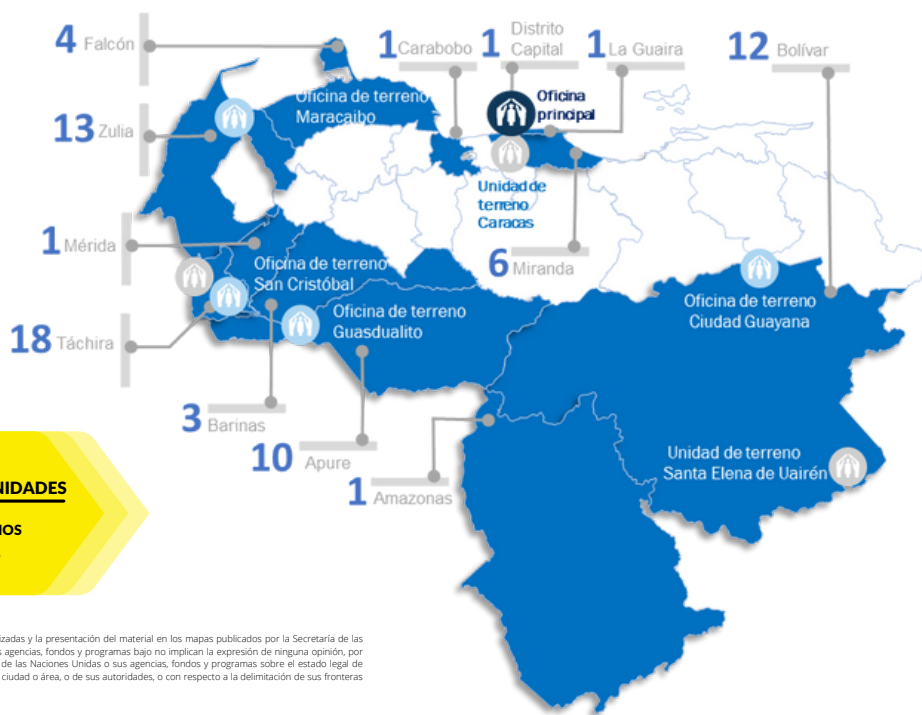 4 Falcón
1 Carabobo
1 Distrito
Capital
1 La Guaira
12 Bolívar
Oficina de terreno
Maracaibo
Oficina
principal
13 Zulia
Unidad de
terreno
Caracas
1 Mérida
6 Miranda
Oficina de terreno
San Cristóbal
Oficina de terreno
Guasdualito
Oficina de terreno
Ciudad Guayana
18 Táchira
3 Barinas
10 Apure
1 Amazonas
Unidad de terreno
Santa Elena de Uairén
NIDADES
IOS
izadas y la presentación del material en los mapas publicados por la Secretaría de las
s agencias, fondos y programas bajo no implican la expresión de ninguna opinión, por
de las Naciones Unidas o sus agencias, fondos y programas sobre el estado legal de
ciudad o área, o de sus autoridades, o con respecto a la delimitación de sus fronteras